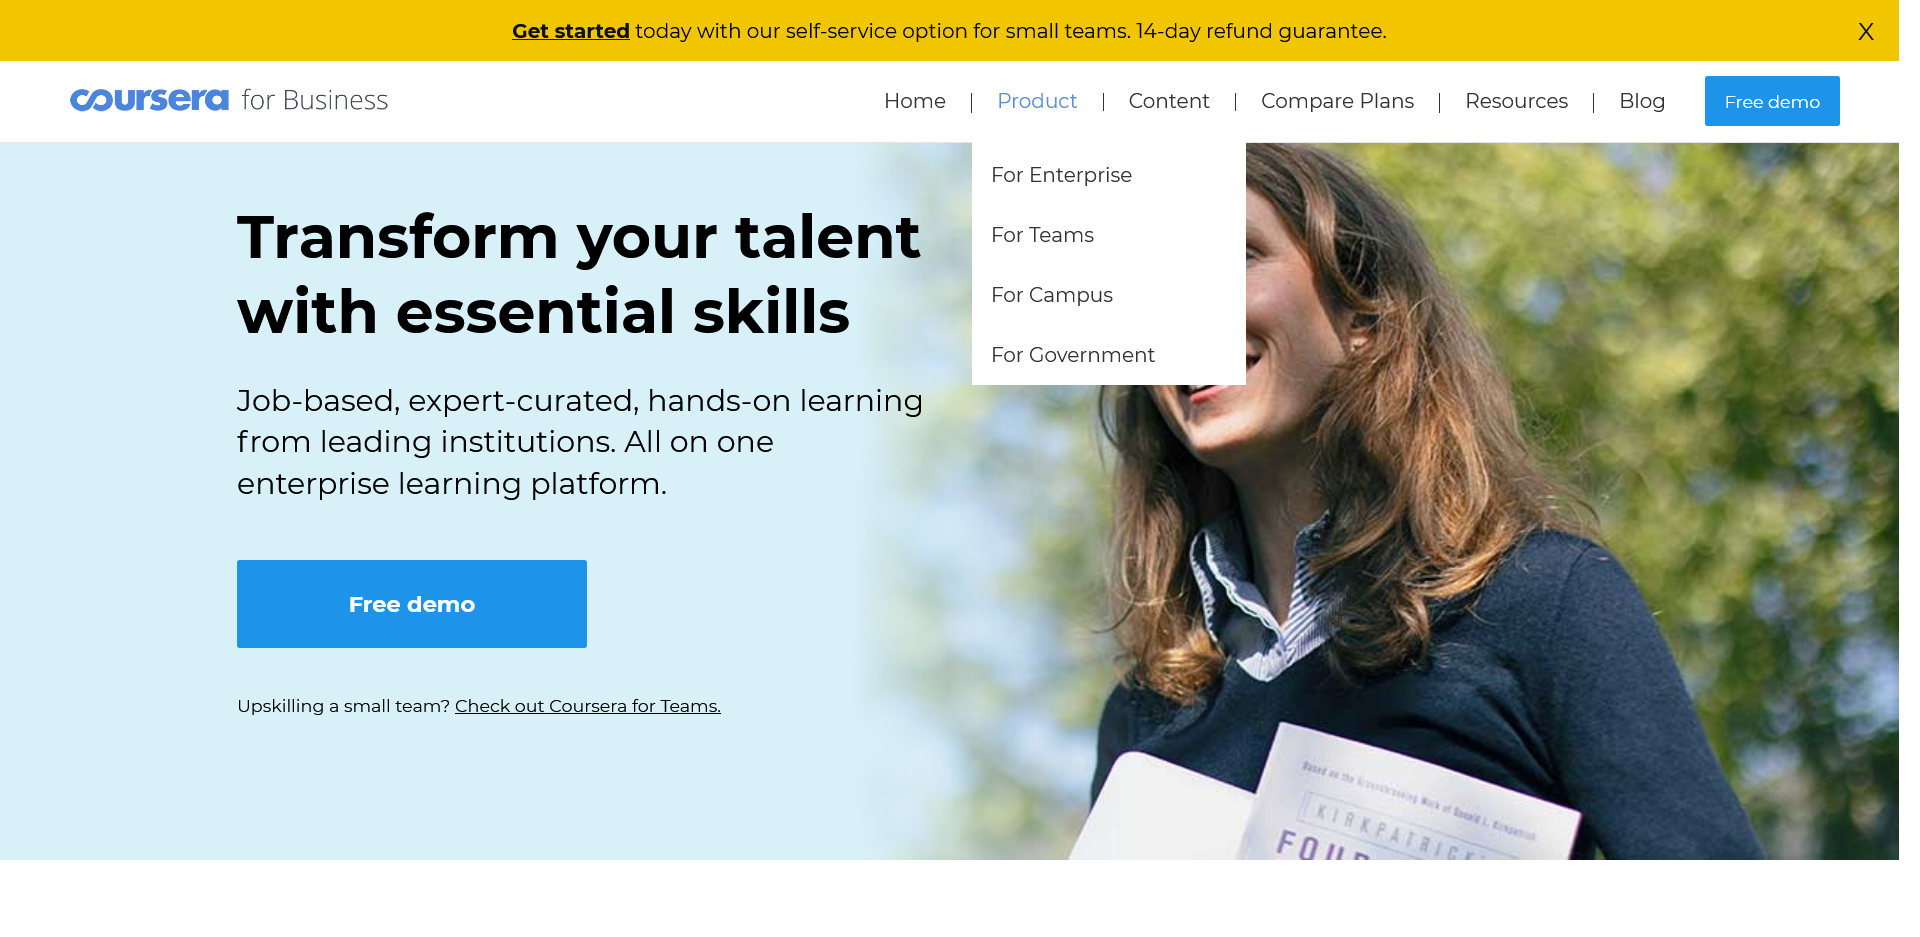 Get started today with our self-service option for small teams. 14-day refund guarantee.
X
coursera for Business
Home
Product
Content
Compare Plans
Resources
Blog
Free demo
For Enterprise
For Teams
For Campus
For Government
Transform your talent
with essential skills
Job-based, expert-curated, hands-on learning
from leading institutions. All on one
enterprise learning platform.
Free demo
Upskilling a small team? Check out Coursera for Teams.
Based on the Groundbreaking Work of Donald L. Kirkpatrick
KIRKPATRICK'